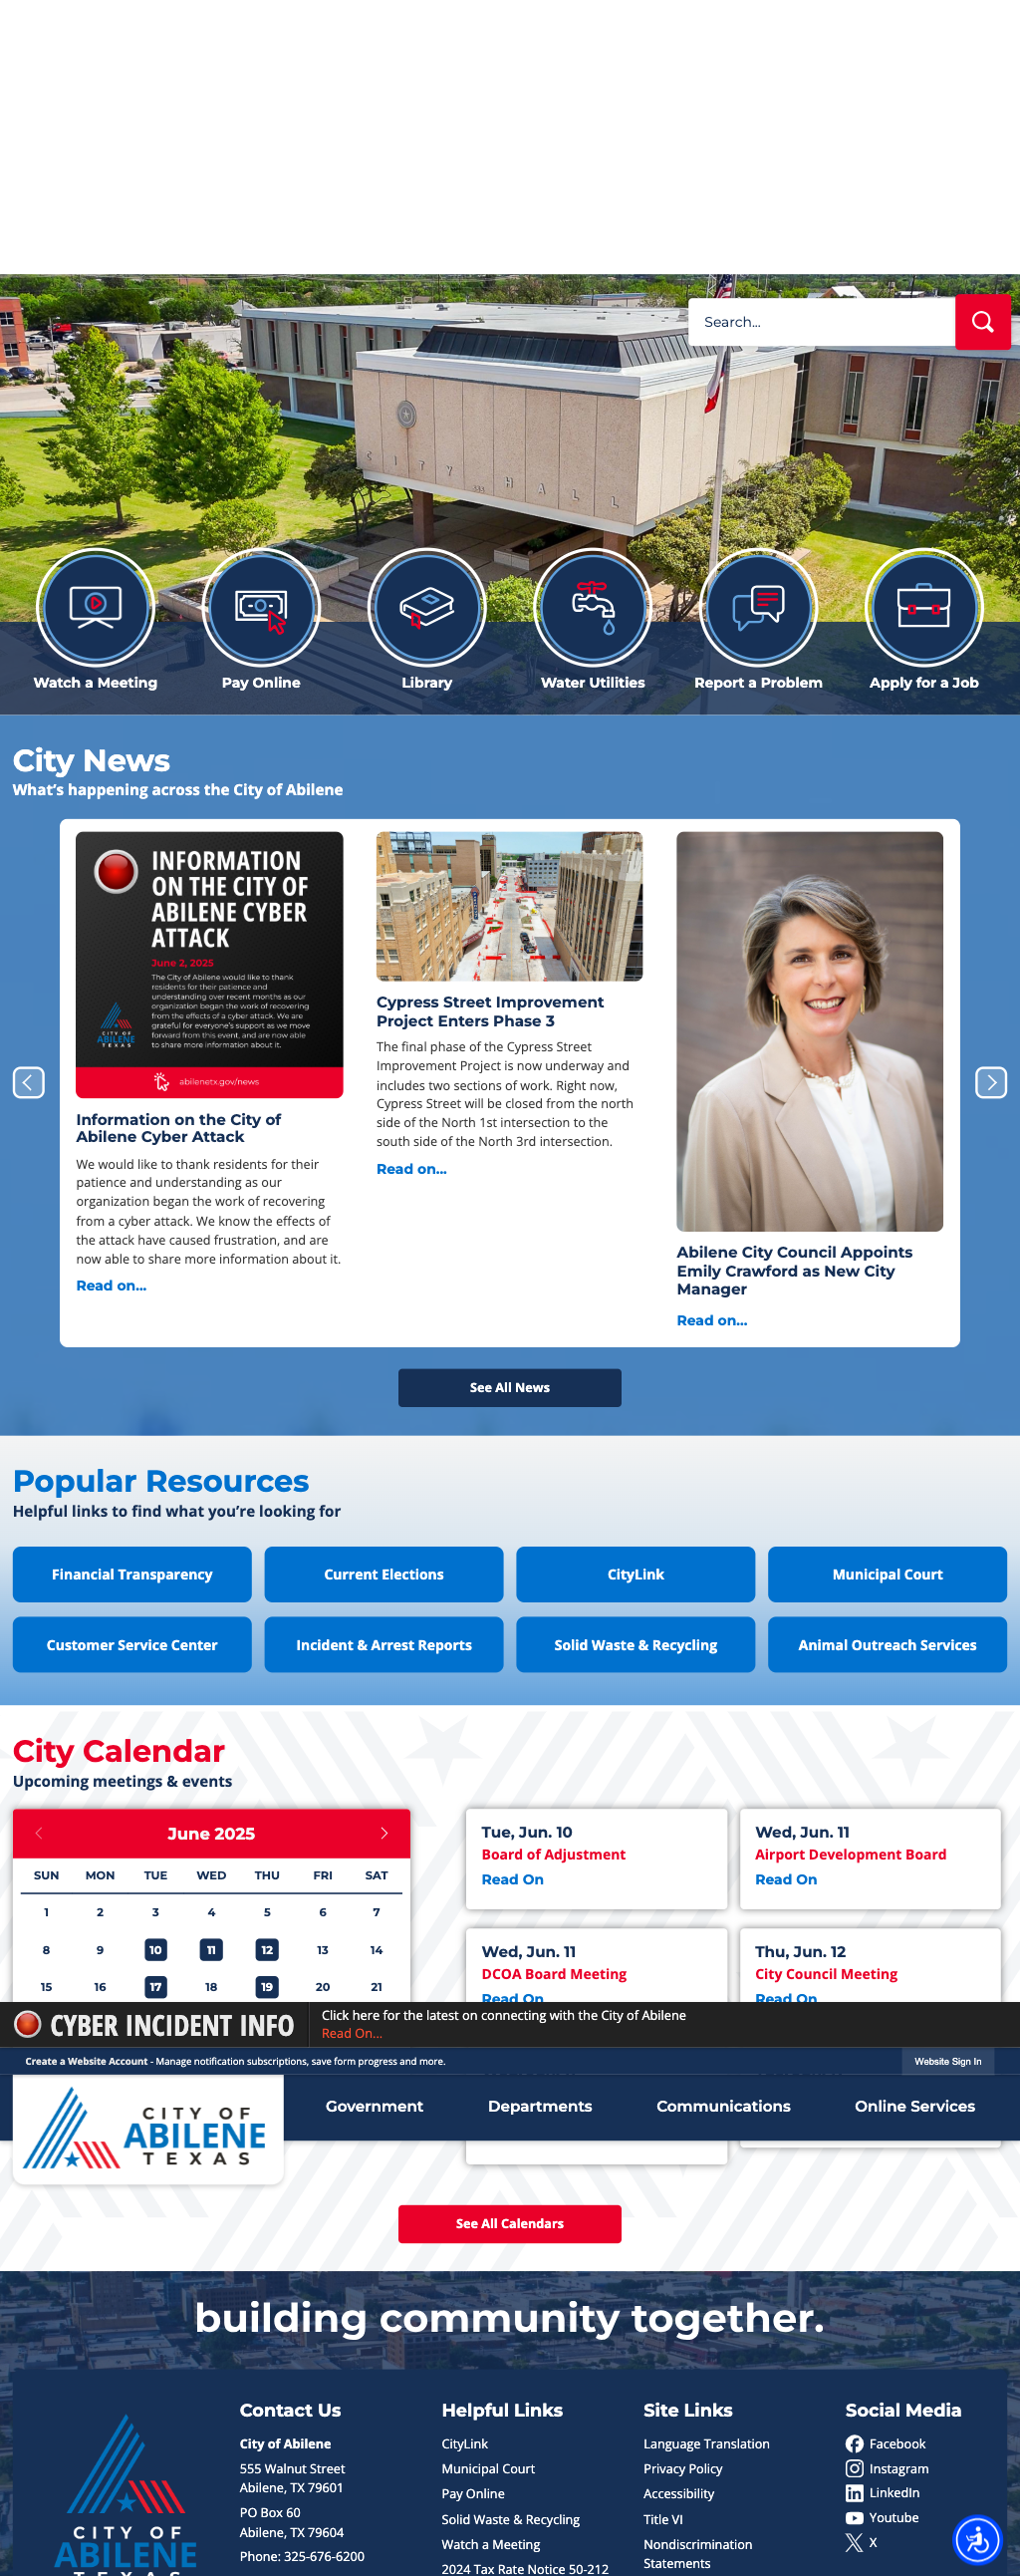 Search...
CITY HALL
Watch a Meeting
Pay Online
Library
Water Utilities
Report a Problem
Apply for a Job
City News
What's happening across the City of Abilene
INFORMATION
ON THE CITY OF
ABILENE CYBER
ATTACK
June 2, 2025
The City of Abilene would like to thank
residents for their patience and
understanding over recent months as our
organization began the work of recovering
from the effects of a cyber attack. We are
grateful for everyone's support as we move
forward from this event, and are now able
to share more information about it.
CITY OF
ABILENE
TEXAS
abilenetx.gov/news
Information on the City of
Abilene Cyber Attack
We would like to thank residents for their
patience and understanding as our
organization began the work of recovering
from a cyber attack. We know the effects of
the attack have caused frustration, and are
now able to share more information about it.
Read on...
Cypress Street Improvement
Project Enters Phase 3
The final phase of the Cypress Street
Improvement Project is now underway and
includes two sections of work. Right now,
Cypress Street will be closed from the north
side of the North 1st intersection to the
south side of the North 3rd intersection.
Read on...
Abilene City Council Appoints
Emily Crawford as New City
Manager
Read on...
See All News
Popular Resources
Helpful links to find what you're looking for
Financial Transparency
Current Elections
CityLink
Municipal Court
Customer Service Center
Incident & Arrest Reports
Solid Waste & Recycling
Animal Outreach Services
City Calendar
Upcoming meetings & events
June 2025
SUN MON TUE WED THU FRI SAT
1 2 3 4 5 6 7
8 9 10 11 12 13 14
15 16 17 18 19 20 21
Tue, Jun. 10
Board of Adjustment
Read On
Wed, Jun. 11
Airport Development Board
Read On
Wed, Jun. 11
DCOA Board Meeting
Read On
Thu, Jun. 12
City Council Meeting
Read On
CYBER INCIDENT INFO
Click here for the latest on connecting with the City of Abilene
Read On...
Create a Website Account - Manage notification subscriptions, save form progress and more.
Website Sign In
CITY OF
ABILENE
TEXAS
Government
Departments
Communications
Online Services
See All Calendars
building community together.
CITY OF
ABILENE
TEXAS
Contact Us
City of Abilene
555 Walnut Street
Abilene, TX 79601
PO Box 60
Abilene, TX 79604
Phone: 325-676-6200
Helpful Links
CityLink
Municipal Court
Pay Online
Solid Waste & Recycling
Watch a Meeting
2024 Tax Rate Notice 50-212
Site Links
Language Translation
Privacy Policy
Accessibility
Title VI
Nondiscrimination
Statements
Social Media
Facebook
Instagram
LinkedIn
Youtube
X